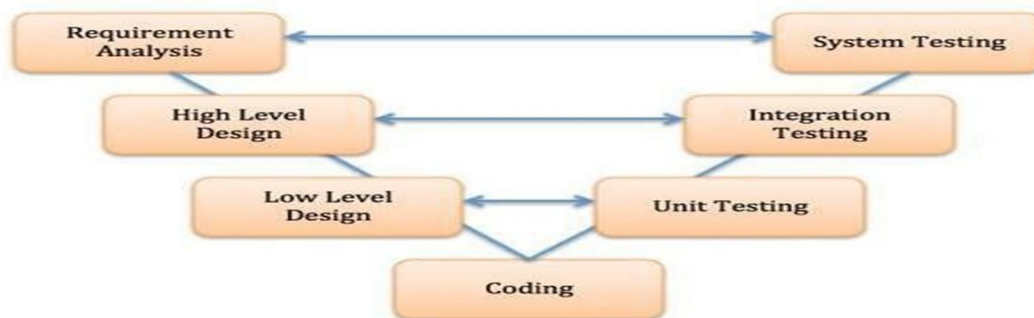 Requirement
Analysis
System Testing
High Level
Design
Integration
Testing
Low Level
Design
Unit Testing
Coding